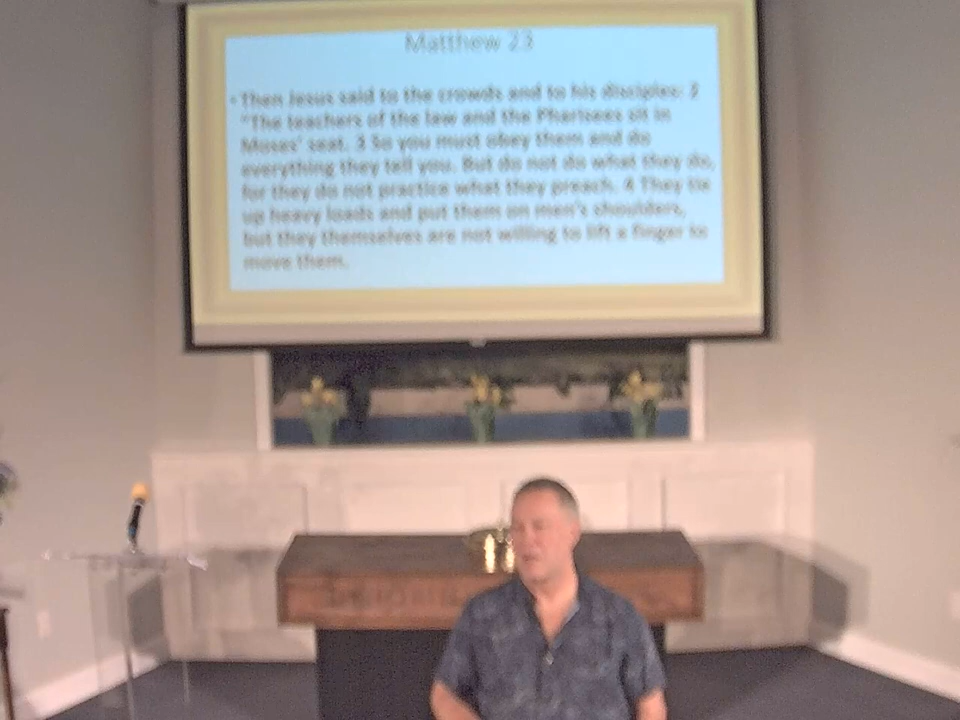 Matthew 23
• Then Jesus said to the crowds and to his disciples: 2
"The teachers of the law and the Pharisees sit in
Moses' seat. 3 So you must obey them and do
everything they tell you. But do not do what they do,
for they do not practice what they preach. 4 They tie
up heavy loads and put them on men's shoulders,
but they themselves are not willing to lift a finger to
move them.